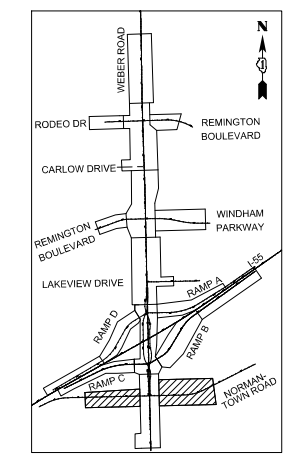 N
WEBER ROAD
RODEO DR
REMINGTON
BOULEVARD
CARLOW DRIVE
REMINGTON
BOULEVARD
WINDHAM
PARKWAY
LAKEVIEW DRIVE
I-55
RAMP A
RAMP D
RAMP B
RAMP C
NORMAN-
TOWN ROAD